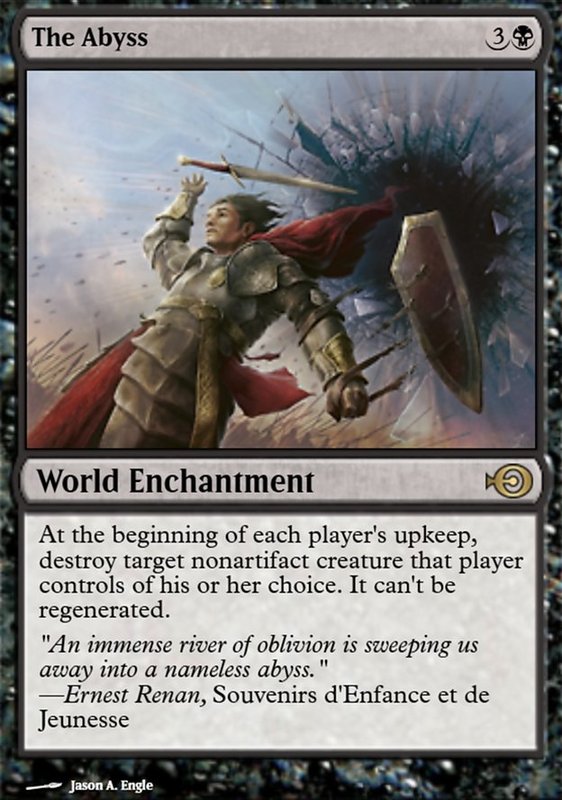 The Abyss
3
World Enchantment
At the beginning of each player's upkeep,
destroy target nonartifact creature that player
controls of his or her choice. It can't be
regenerated.
"An immense river of oblivion is sweeping us
away into a nameless abyss."
—Ernest Renan, Souvenirs d'Enfance et de
Jeunesse
Jason A. Engle